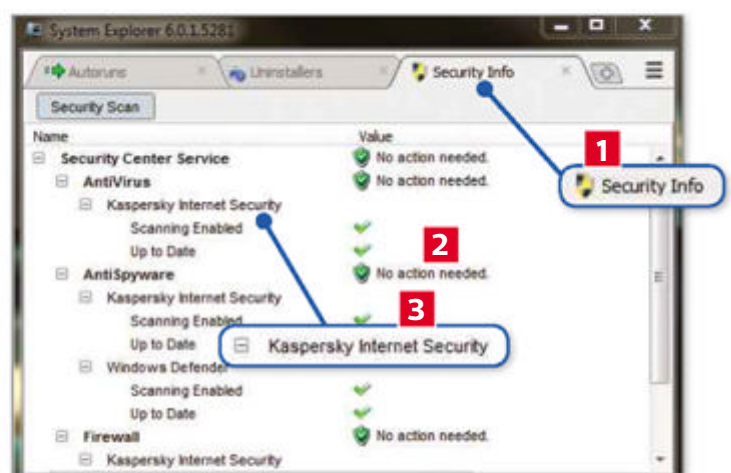 System Explorer 6.0.1.5281
Autoruns Uninstallers Security Info
Security Scan
Name Value
Security Center Service No action needed.
1
Security Info
AntiVirus No action needed.
Kaspersky Internet Security
Scanning Enabled
Up to Date
2
AntiSpyware No action needed.
Kaspersky Internet Security
3
Scanning Enabled
Up to Date
Kaspersky Internet Security
Windows Defender
Scanning Enabled
Up to Date
Firewall No action needed.
Kaspersky Internet Security